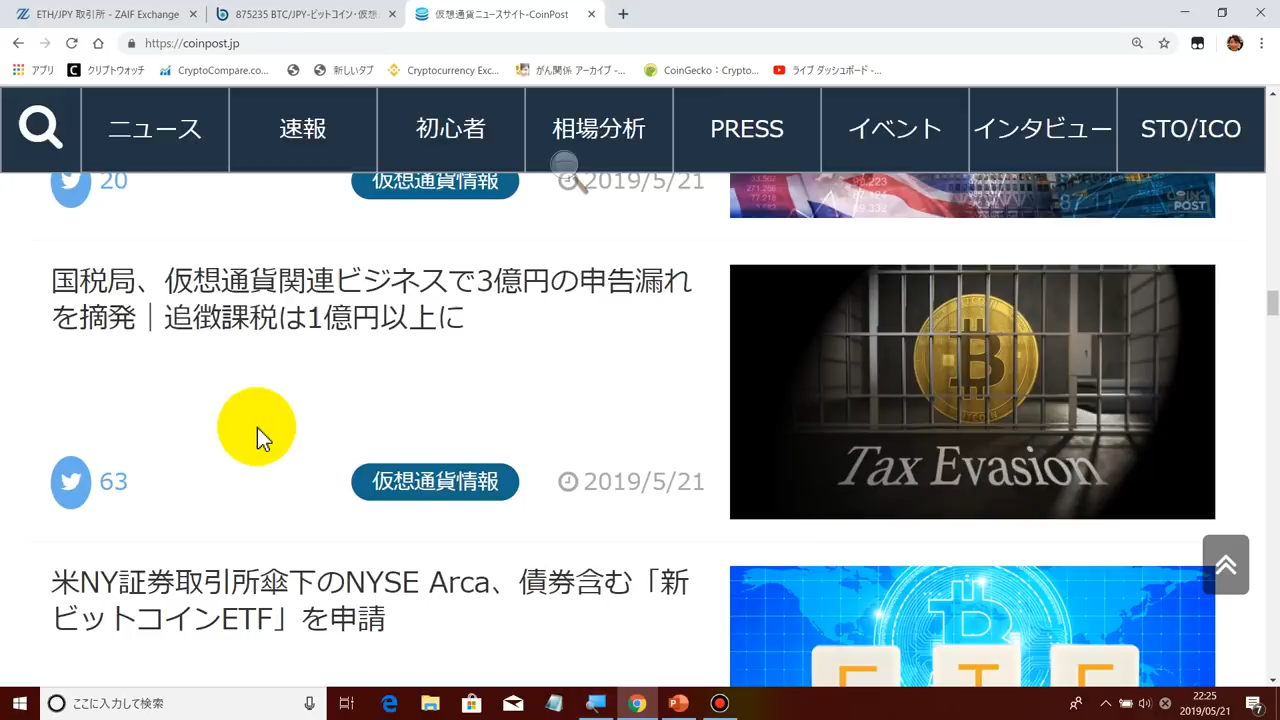 ETH/JPY 取引所 - ZAIF Exchange
875235 BTC/JPY-ビットコイン・仮想
仮想通貨ニュースサイト-CoinPost
https://coinpost.jp
アプリ
クリプトウォッチ
CryptoCompare.co...
新しいタブ
Cryptocurrency Exc...
がん関係 アーカイブ -...
CoinGecko：Crypto...
ライブ ダッシュボード -...
ニュース
速報
初心者
相場分析
PRESS
イベント
インタビュー
STO/ICO
20
仮想通貨情報
2019/5/21
COIN POST
国税局、仮想通貨関連ビジネスで3億円の申告漏れ
を摘発｜追徴課税は1億円以上に
63
仮想通貨情報
2019/5/21
Tax Evasion
米NY証券取引所傘下のNYSE Arca、債券含む「新
ビットコインETF」を申請
E T F
ここに入力して検索
22:25
2019/05/21
7